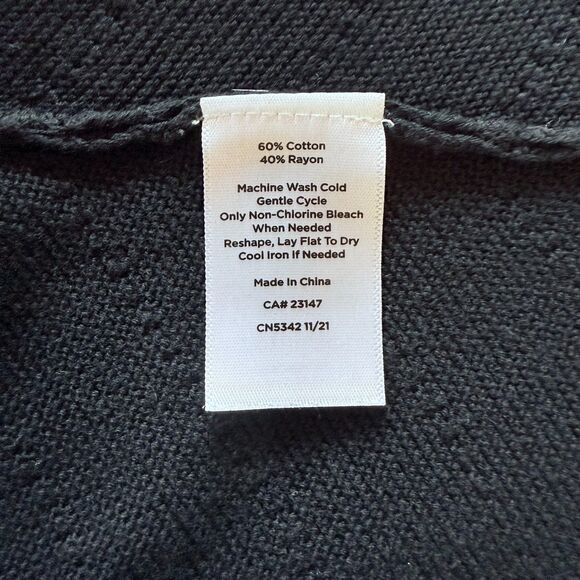 60% Cotton
40% Rayon
Machine Wash Cold
Gentle Cycle
Only Non-Chlorine Bleach
When Needed
Reshape, Lay Flat To Dry
Cool Iron If Needed
Made In China
CA# 23147
CN5342 11/21